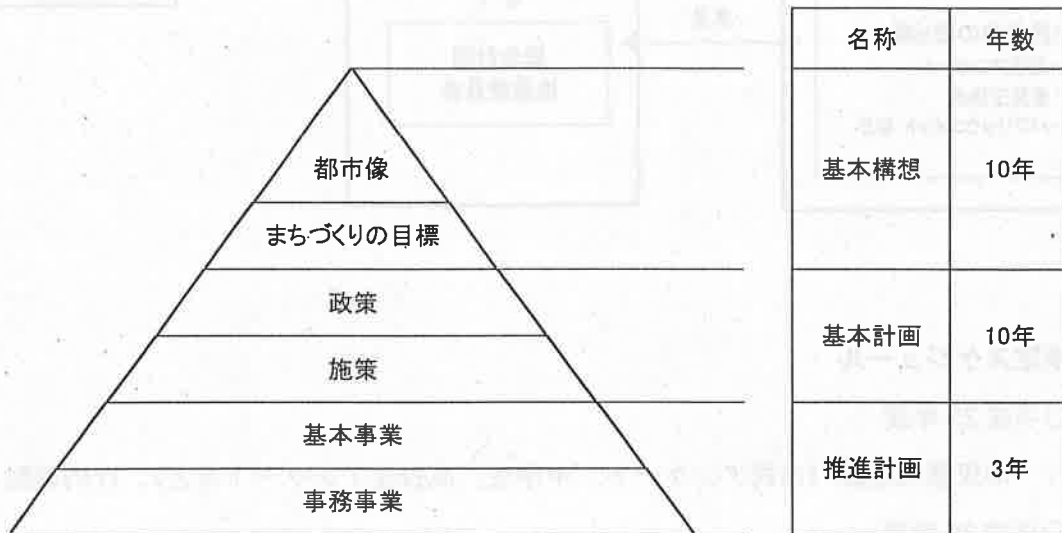 名称 年数
都市像
まちづくりの目標
基本構想 10年
政策
施策
基本計画 10年
基本事業
事務事業
推進計画 3年